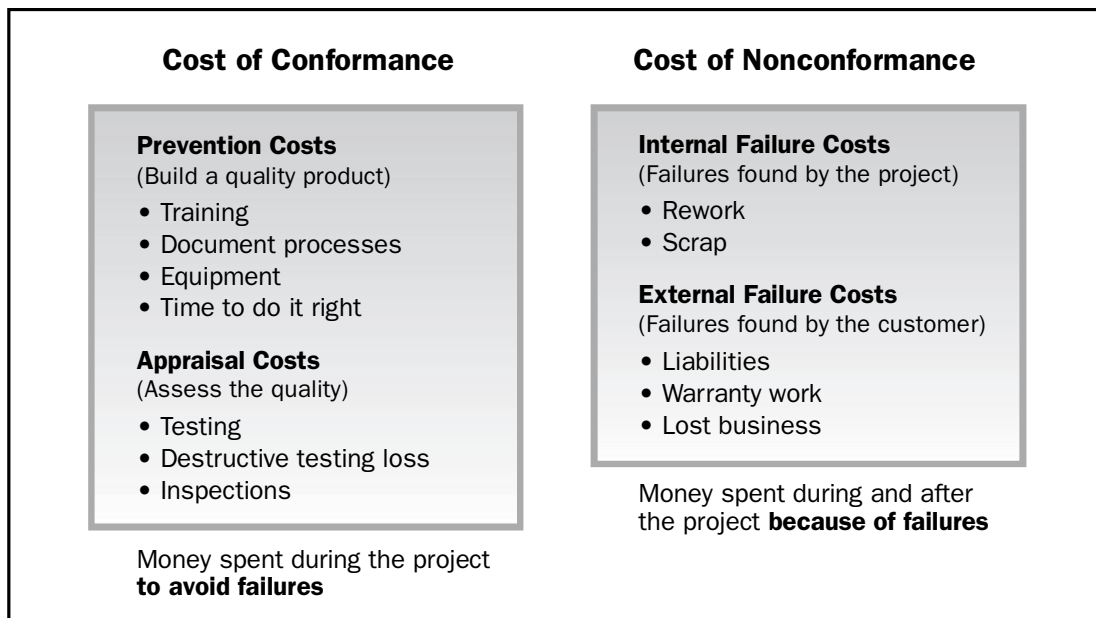 Cost of Conformance
Prevention Costs
(Build a quality product)
• Training
• Document processes
• Equipment
• Time to do it right
Appraisal Costs
(Assess the quality)
• Testing
• Destructive testing loss
• Inspections
Money spent during the project
to avoid failures
Cost of Nonconformance
Internal Failure Costs
(Failures found by the project)
• Rework
• Scrap
External Failure Costs
(Failures found by the customer)
• Liabilities
• Warranty work
• Lost business
Money spent during and after
the project because of failures